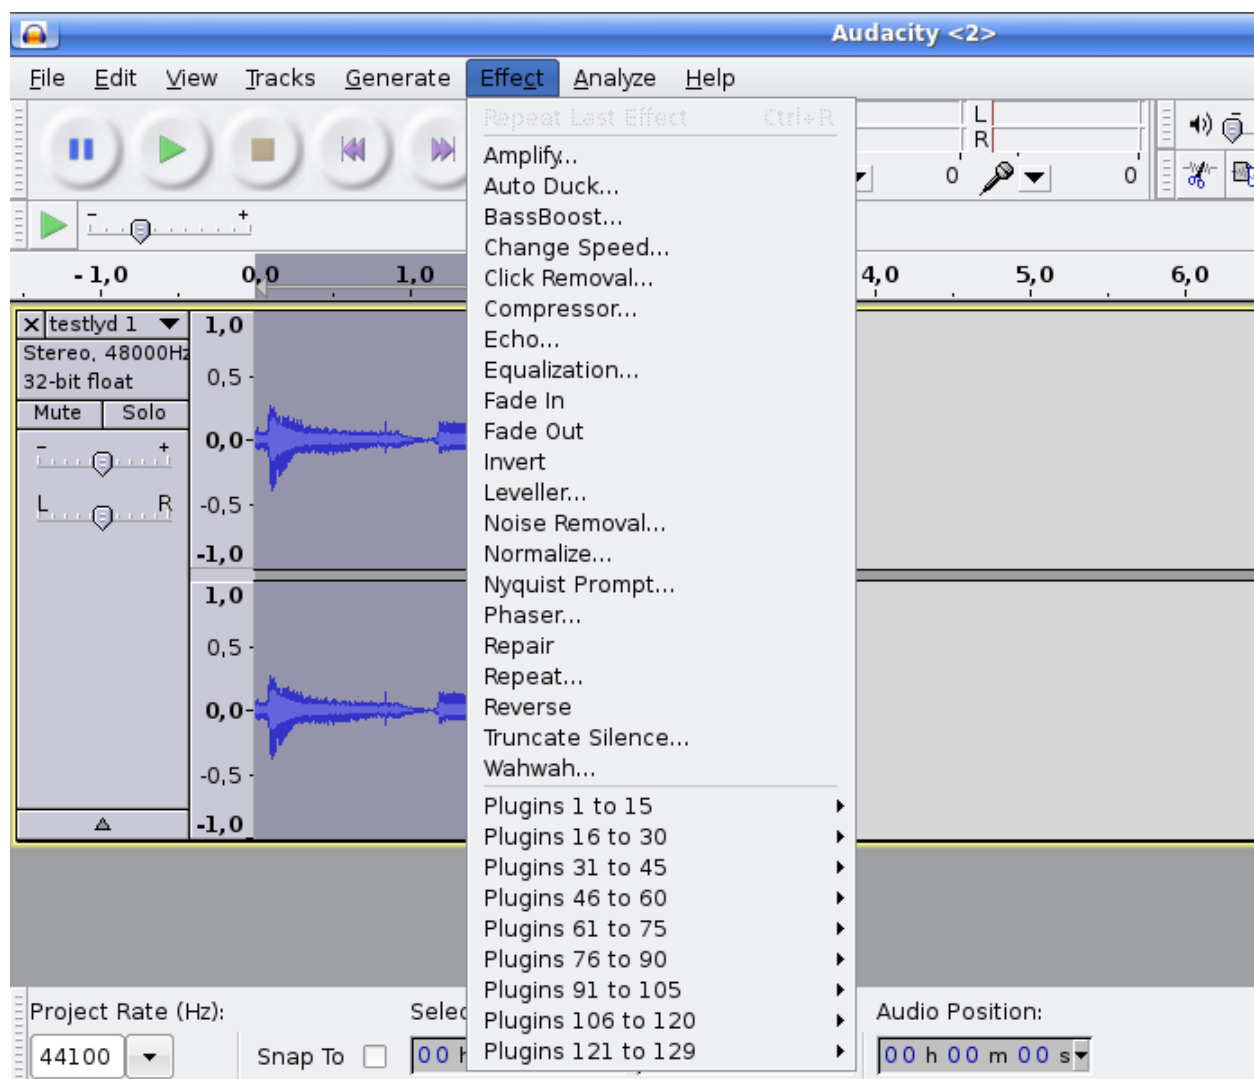 Audacity <2>
File Edit View Tracks Generate Effect Analyze Help
Repeat Last Effect Ctrl+R
L
R
0 0
Amplify...
Auto Duck...
BassBoost...
Change Speed...
Click Removal...
Compressor...
Echo...
Equalization...
Fade In
Fade Out
Invert
Leveller...
Noise Removal...
Normalize...
Nyquist Prompt...
Phaser...
Repair
Repeat...
Reverse
Truncate Silence...
Wahwah...
Plugins 1 to 15
Plugins 16 to 30
Plugins 31 to 45
Plugins 46 to 60
Plugins 61 to 75
Plugins 76 to 90
Plugins 91 to 105
Plugins 106 to 120
Plugins 121 to 129
- +
- 1,0 0,0 1,0 4,0 5,0 6,0
testlyd 1
Stereo, 48000Hz
32-bit float
Mute Solo
- +
L R
1,0
0,5
0,0
-0,5
-1,0
1,0
0,5
0,0
-0,5
-1,0
Project Rate (Hz):
44100
Snap To
00 h
Audio Position:
00 h 00 m 00 s